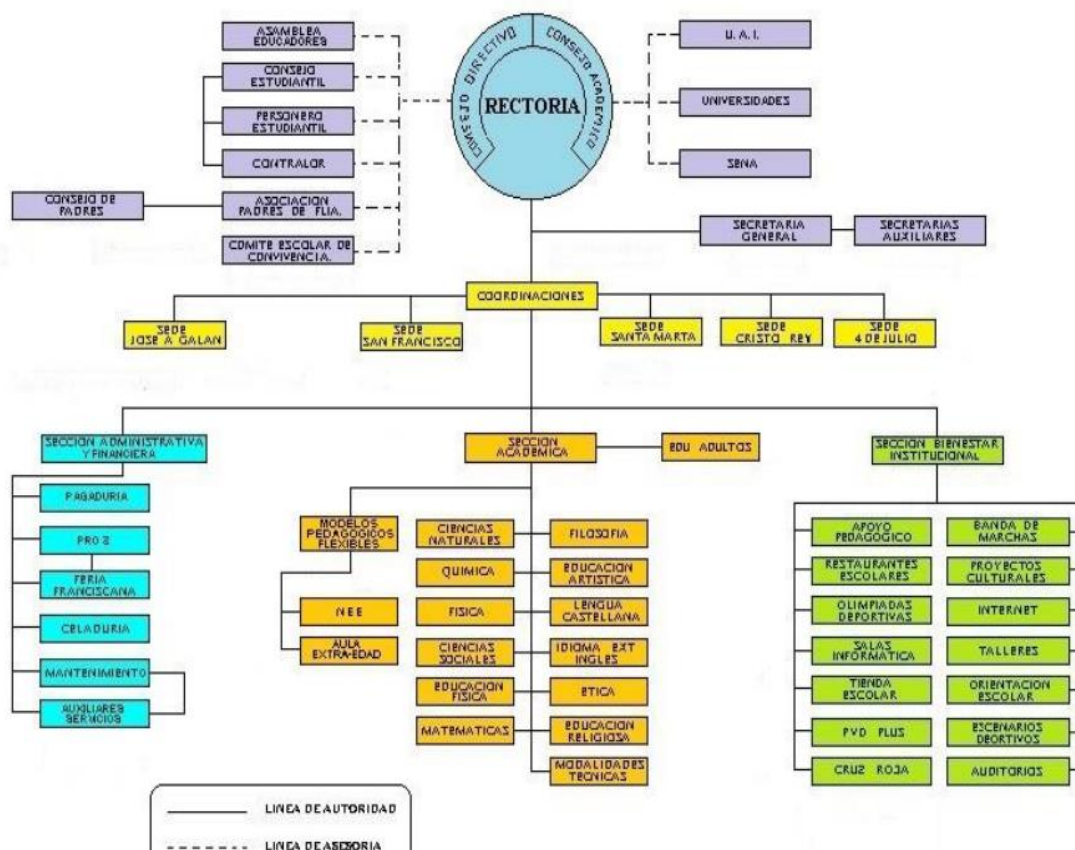 ASAMBLEA
EDUCADORES
CONSEJO
ESTUDIANTIL
PERSONERO
ESTUDIANTIL
CONTRALOR
CONSEJO DE
PADRES
ASOCIACION
PADRES DE FLIA.
COMITE ESCOLAR DE
CONVIVENCIA.
CONSEJO DIRECTIVO
CONSEJO ACADEMICO
RECTORIA
U.A.I.
UNIVERSIDADES
SENA
SECRETARIA
GENERAL
SECRETARIAS
AUXILIARES
COORDINACIONES
SEDE
JOSE A GALAN
SEDE
SAN FRANCISCO
SEDE
SANTA MARTA
SEDE
CRISTO REY
SEDE
4 DE JULIO
SECCION ADMINISTRATIVA
Y FINANCIERA
PAGADURIA
PRO S
FERIA
FRANCISCANA
CELADURIA
MANTENIMIENTO
AUXILIARES
SERVICIOS
SECCION
ACADEMICA
EDU ADULTOS
MODELOS
PEDAGOGICOS
FLEXIBLES
NEE
AULA
EXTRA-EDAD
CIENCIAS
NATURALES
QUIMICA
FISICA
CIENCIAS
SOCIALES
EDUCACION
FISICA
MATEMATICAS
FILOSOFIA
EDUCACION
ARTISTICA
LENGUA
CASTELLANA
IDIOMA EXT
INGLES
ETICA
EDUCACION
RELIGIOSA
MODALIDADES
TECNICAS
SECCION BIENESTAR
INSTITUCIONAL
APOYO
PEDAGOGICO
RESTAURANTES
ESCOLARES
OLIMPIADAS
DEPORTIVAS
SALAS
INFORMATICA
TIENDA
ESCOLAR
PVD PLUS
CRUZ ROJA
BANDA DE
MARCHAS
PROYECTOS
CULTURALES
INTERNET
TALLERES
ORIENTACION
ESCOLAR
ESCENARIOS
DEORTIVOS
AUDITORIOS
LINEA DE AUTORIDAD
LINEA DE ASESORIA